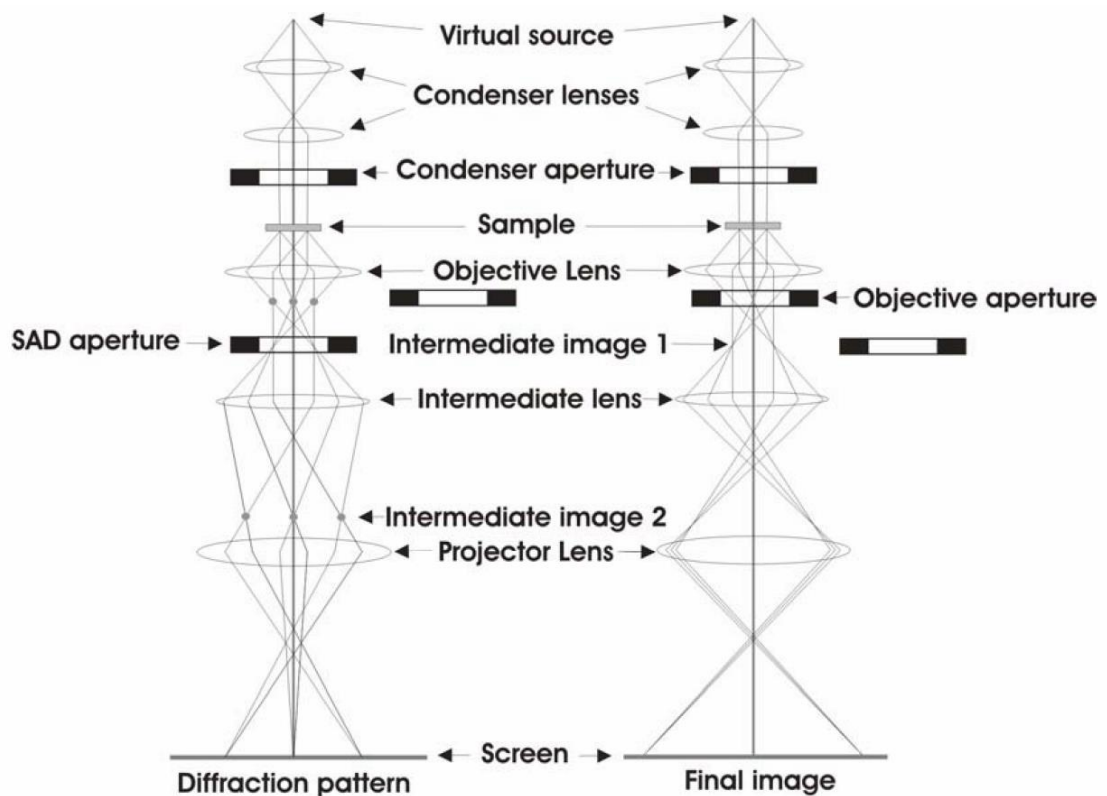 Virtual source
Condenser lenses
Condenser aperture
Sample
Objective Lens
Objective aperture
SAD aperture
Intermediate image 1
Intermediate lens
Intermediate image 2
Projector Lens
Screen
Diffraction pattern
Final image